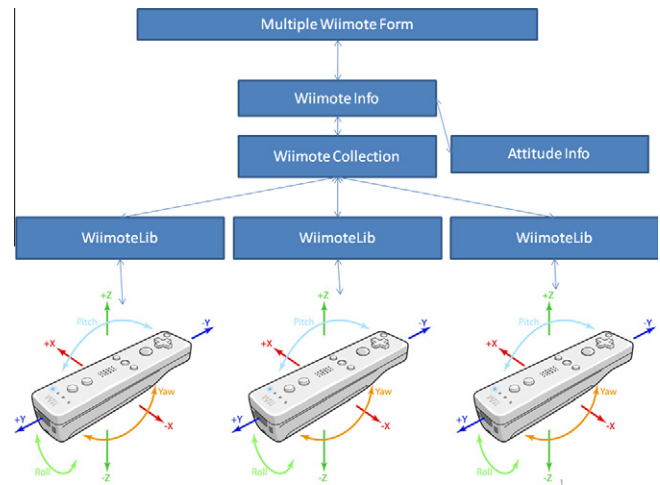 Multiple Wiimote Form
Wiimote Info
Wiimote Collection
Attitude Info
WiimoteLib
WiimoteLib
WiimoteLib
+Z
Pitch
-Y
+X
Yaw
+Y
-X
Roll
-Z
+Z
Pitch
-Y
+X
Yaw
+Y
-X
Roll
-Z
+Z
Pitch
-Y
+X
Yaw
+Y
-X
Roll
-Z
1